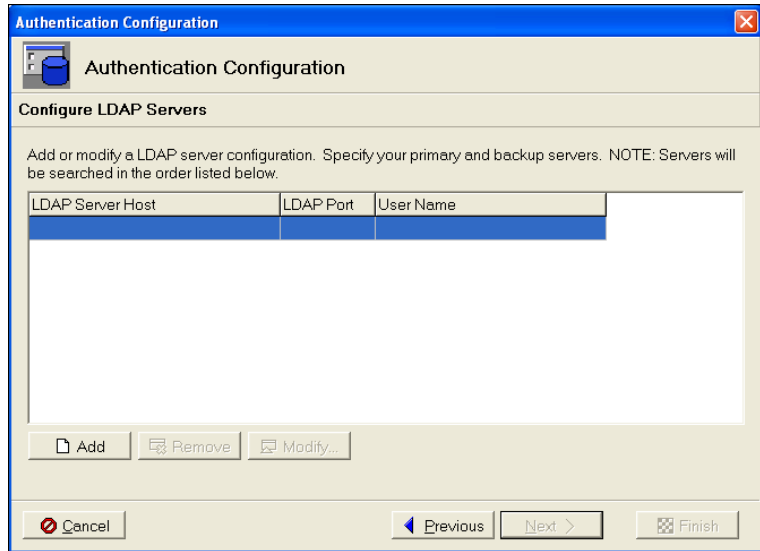 Authentication Configuration
Authentication Configuration
Configure LDAP Servers
Add or modify a LDAP server configuration. Specify your primary and backup servers. NOTE: Servers will
be searched in the order listed below.
LDAP Server Host LDAP Port User Name
Add Remove Modify...
Cancel Previous Next > Finish